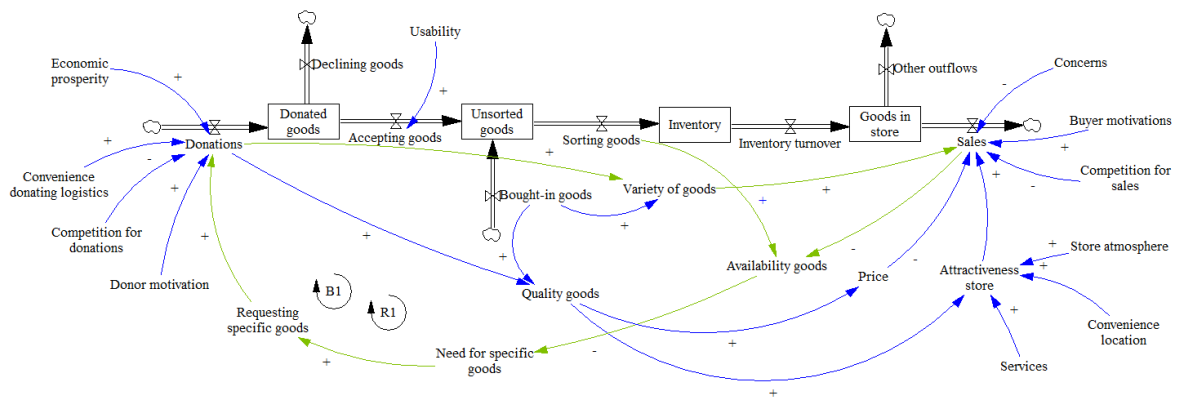 Usability
Economic
prosperity
Declining goods
Other outflows
Concerns
+
+
-
Donated
goods
Unsorted
goods
Inventory
Goods in
store
Buyer motivations
+
Donations
Accepting goods
Sorting goods
Inventory turnover
Sales
+
-
+
+
Convenience
donating logistics
+
Bought-in goods
Variety of goods
+
+
+
-
Competition for
sales
Competition for
donations
+
+
+
+
-
-
Availability goods
Store atmosphere
+
+
Donor motivation
B1
R1
Quality goods
Price
Attractiveness
store
Requesting
specific goods
+
Convenience
location
Need for specific
goods
-
+
+
Services
+